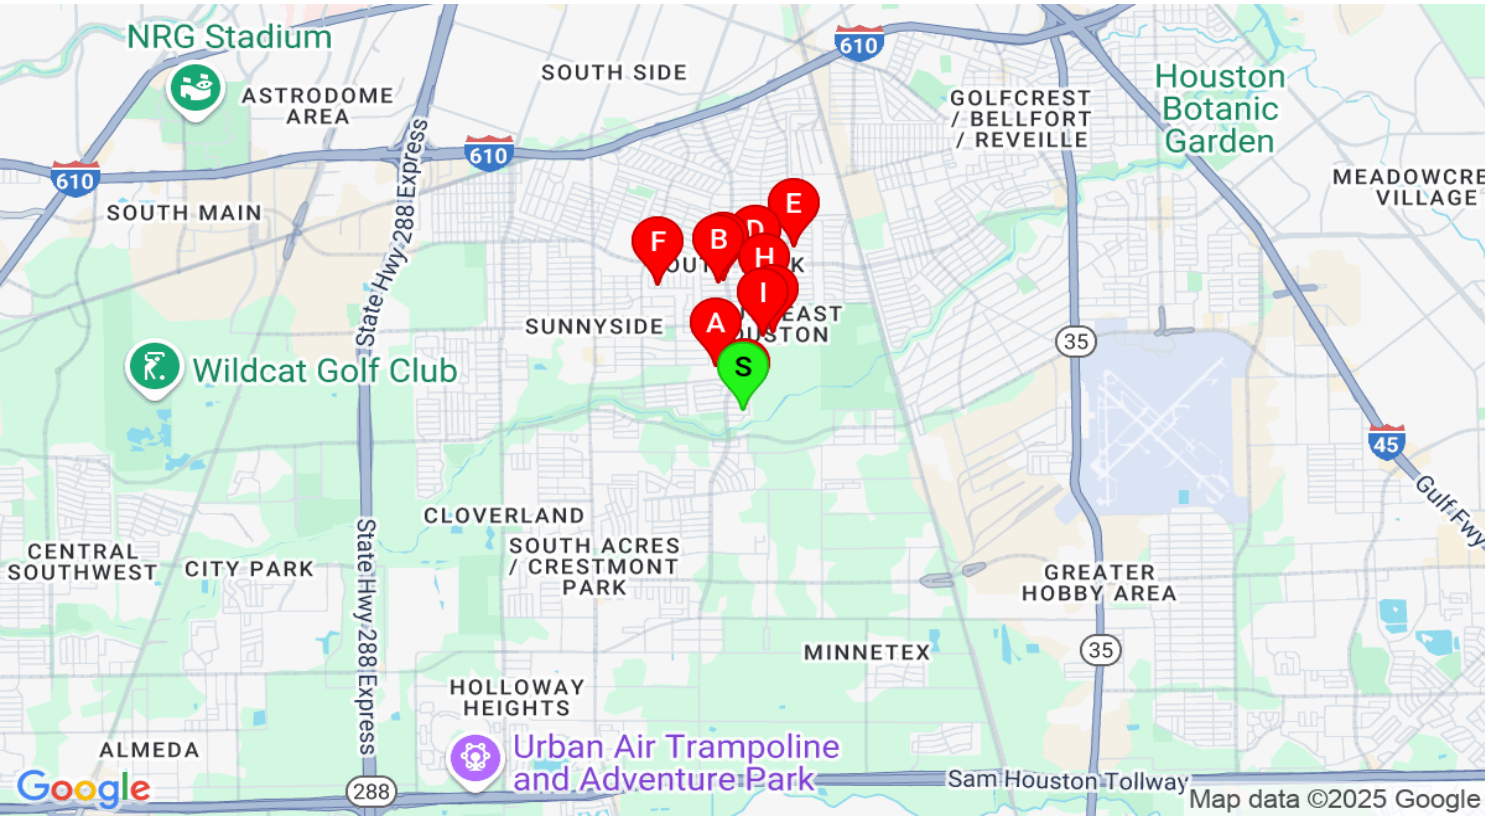 NRG Stadium
ASTRODOME
AREA
SOUTH SIDE
610
GOLFCREST
/ BELLFORT
/ REVEILLE
Houston
Botanic
Garden
610
610
State Hwy 288 Express
MEADOWCRE
VILLAGE
SOUTH MAIN
E
F
B
D
H
I
A
S
SUNNYSIDE
35
Wildcat Golf Club
45
Gulf Fwy
CLOVERLAND
State Hwy 288 Express
SOUTH ACRES
/ CRESTMONT
PARK
CENTRAL
SOUTHWEST
CITY PARK
GREATER
HOBBY AREA
MINNETEX
35
HOLLOWAY
HEIGHTS
ALMEDA
Urban Air Trampoline
and Adventure Park
Sam Houston Tollway
288
Google
Map data ©2025 Google